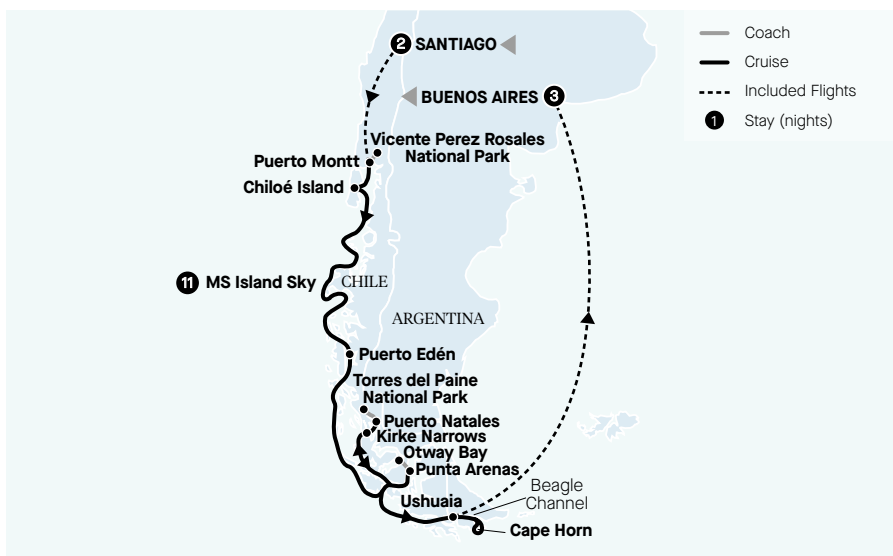 2 SANTIAGO
BUENOS AIRES 3
Vicente Perez Rosales
National Park
Puerto Montt
Chiloé Island
11 MS Island Sky
CHILE
ARGENTINA
Puerto Edén
Torres del Paine
National Park
Puerto Natales
Kirke Narrows
Otway Bay
Punta Arenas
Ushuaia
Beagle
Channel
Cape Horn
Coach
Cruise
Included Flights
1 Stay (nights)